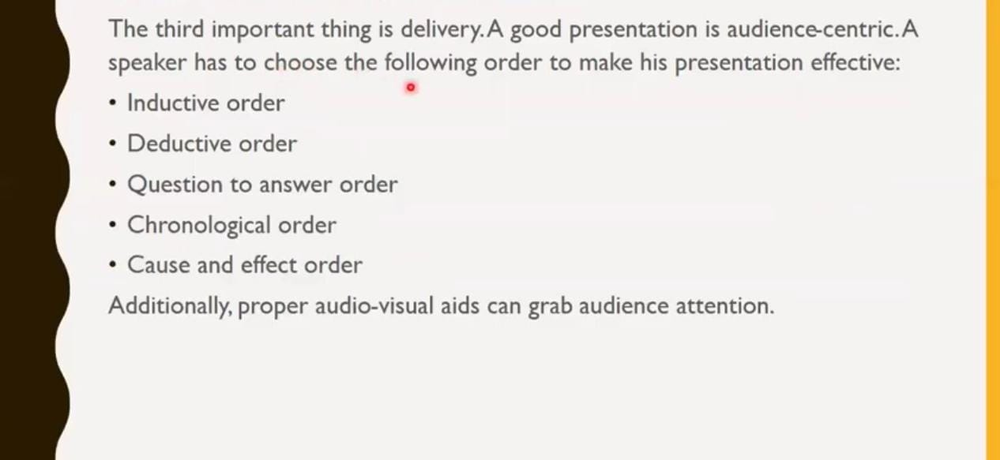 The third important thing is delivery. A good presentation is audience-centric. A
speaker has to choose the following order to make his presentation effective:
• Inductive order
• Deductive order
• Question to answer order
• Chronological order
• Cause and effect order
Additionally, proper audio-visual aids can grab audience attention.